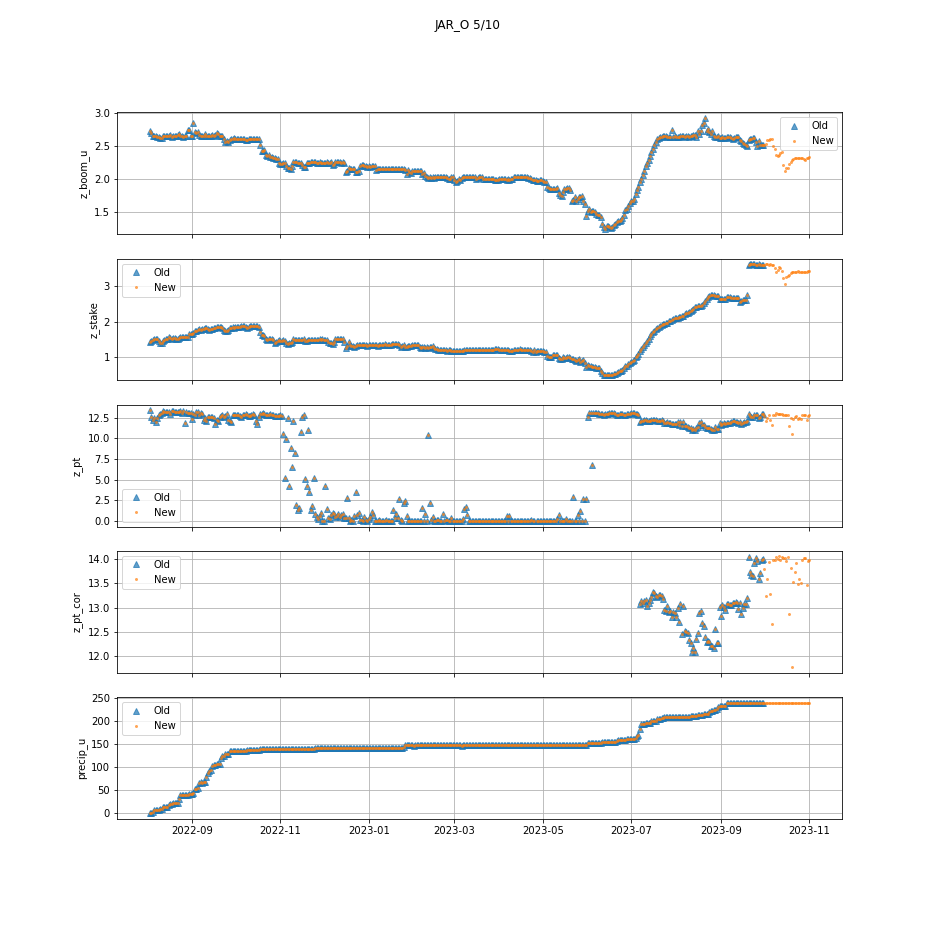 JAR_O 5/10
3.0
2.5
2.0
1.5
z_boom_u
Old
New
3
2
1
z_stake
Old
New
12.5
10.0
7.5
5.0
2.5
0.0
z_pt
Old
New
14.0
13.5
13.0
12.5
12.0
z_pt_cor
Old
New
250
200
150
100
50
0
precip_u
Old
New
2022-09 2022-11 2023-01 2023-03 2023-05 2023-07 2023-09 2023-11